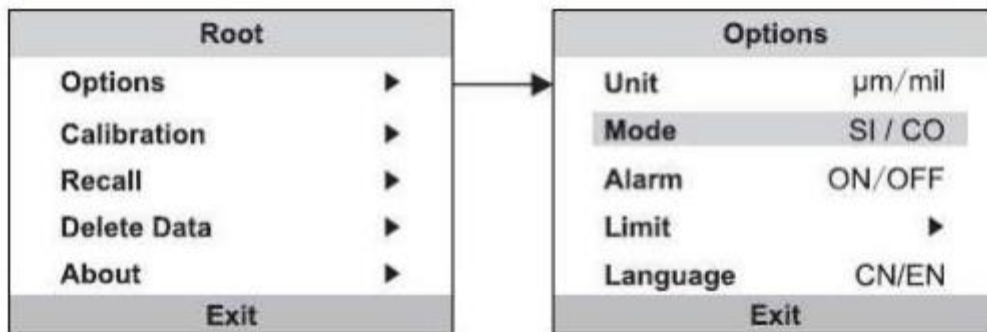 Root
Options ▶
Calibration ▶
Recall ▶
Delete Data ▶
About ▶
Exit
Options
Unit µm/mil
Mode SI / CO
Alarm ON/OFF
Limit ▶
Language CN/EN
Exit